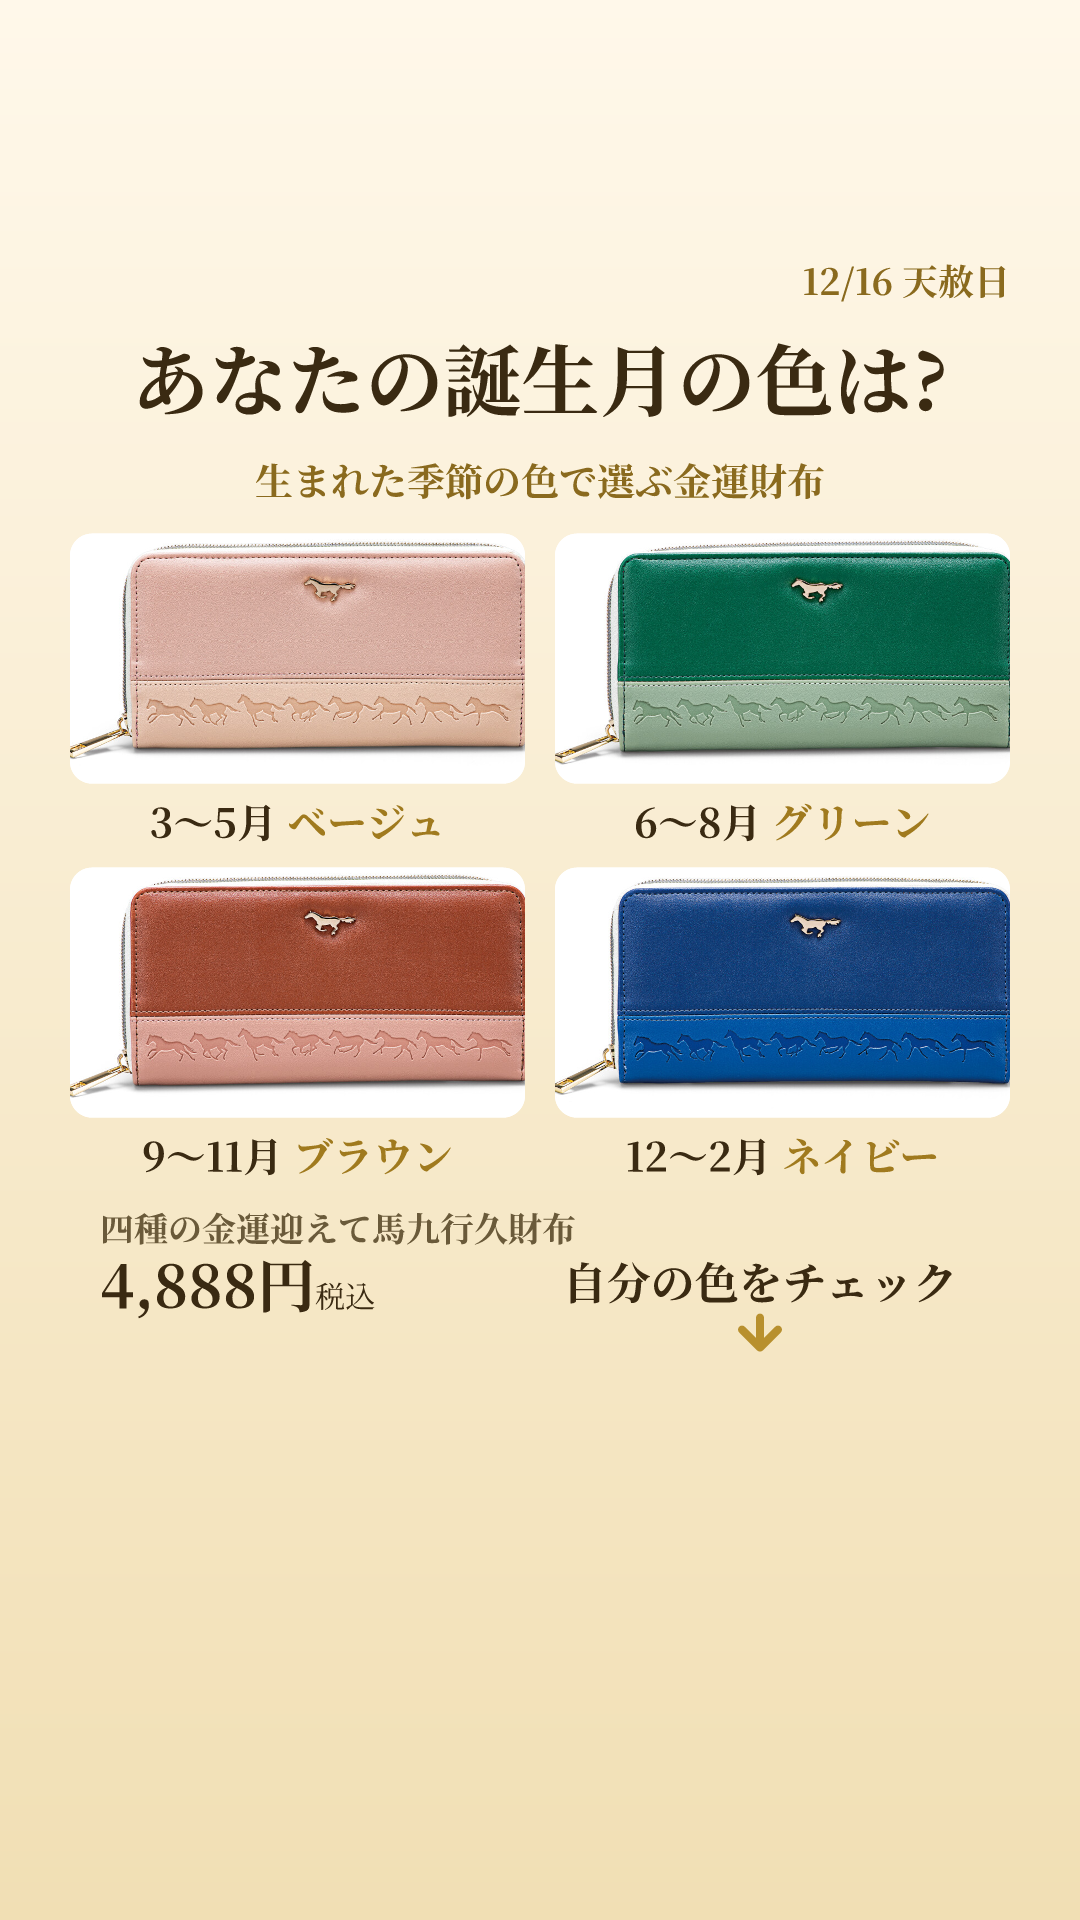 12/16 天赦日
あなたの誕生月の色は?
生まれた季節の色で選ぶ金運財布
3〜5月 ベージュ
6〜8月 グリーン
9〜11月 ブラウン
12〜2月 ネイビー
四種の金運迎えて馬九行久財布
4,888円税込
自分の色をチェック